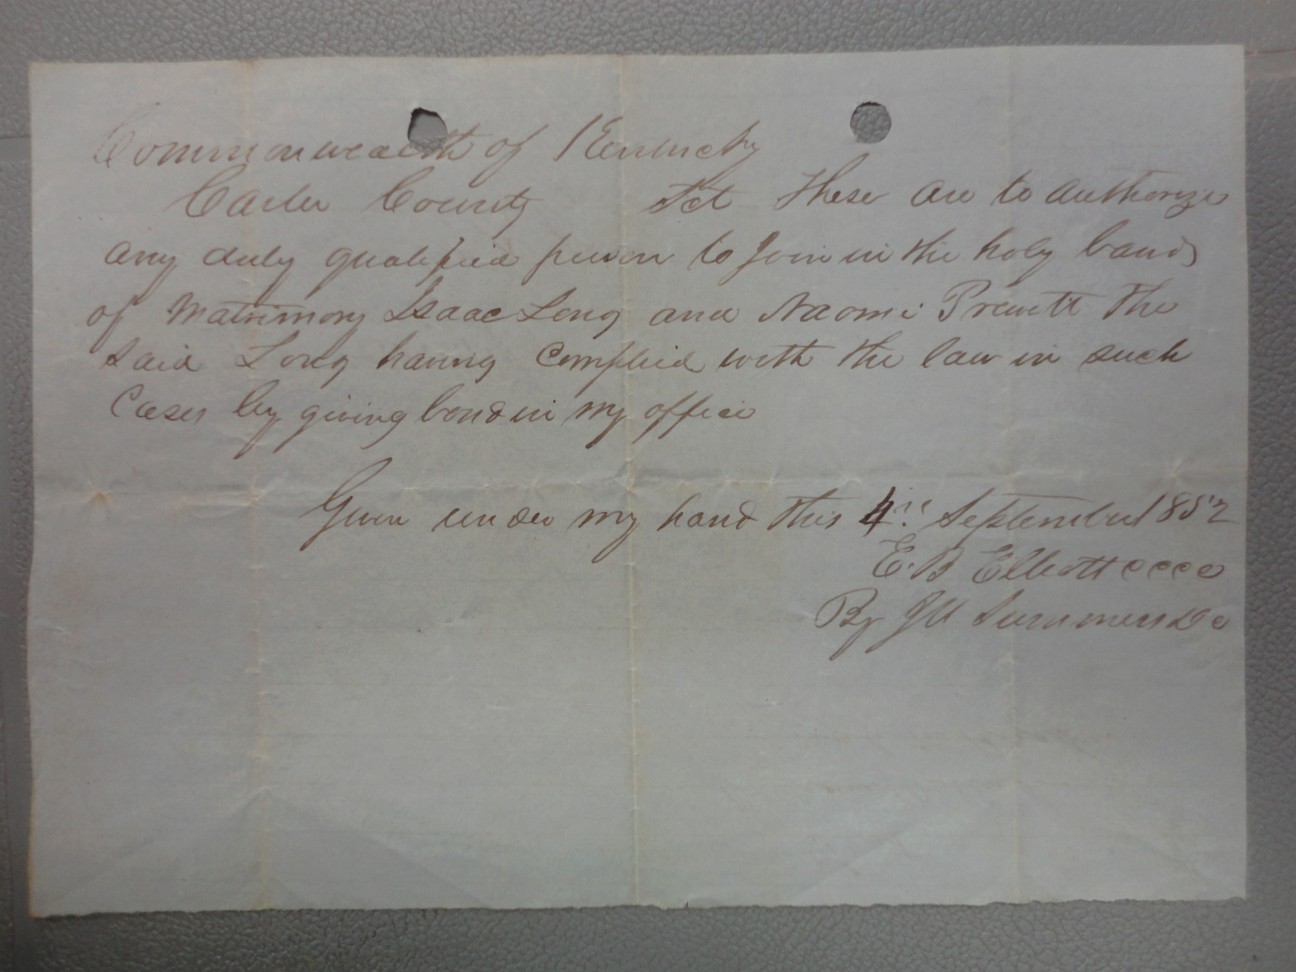 Commonwealth of Kentucky
Carter County Sct These are to authorize
any duly qualified person to Join in the holy bands
of Matrimony Isaac Long and Naomi Prewitt The
said Long having complied with the law in such
Cases by giving bond in my office
Given under my hand this 4th September 1852
E. B Elliott cccc
By J W Summers Dc